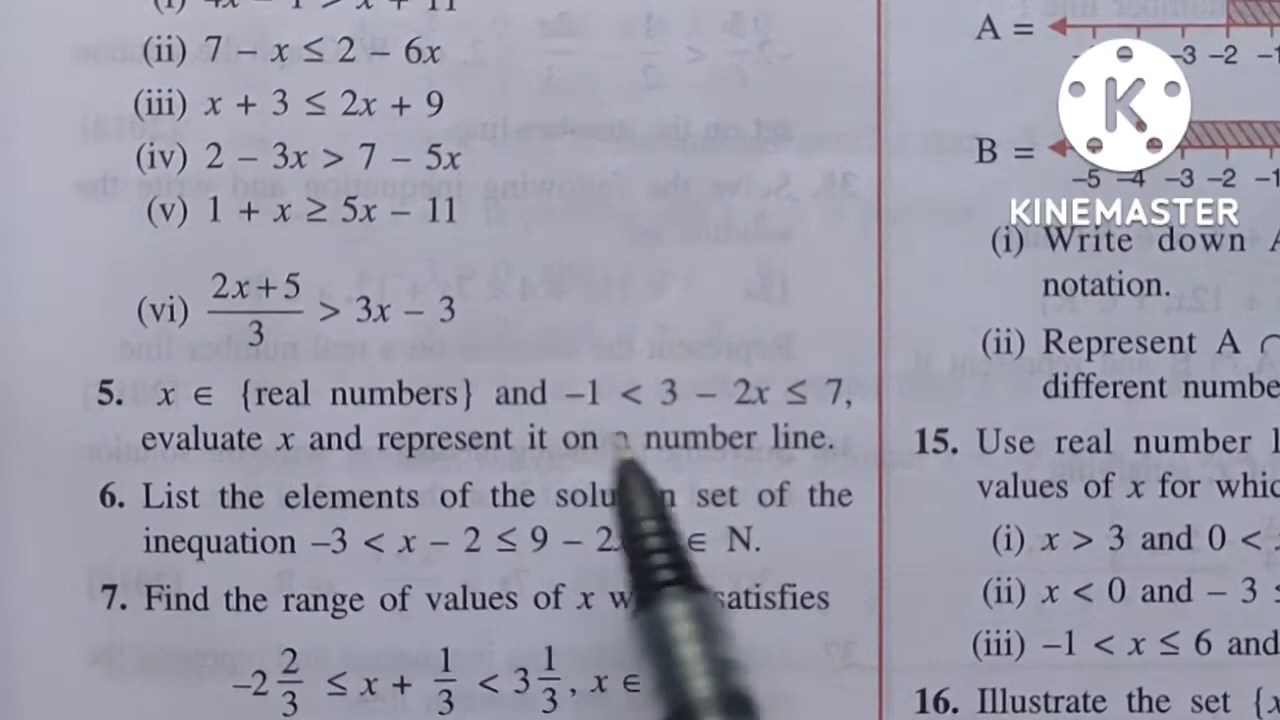 (i) 4x – 1 > x + 11
(ii) 7 – x ≤ 2 – 6x
(iii) x + 3 ≤ 2x + 9
(iv) 2 – 3x > 7 – 5x
(v) 1 + x ≥ 5x – 11
(vi) (2x+5)/3 > 3x – 3
5. x ∈ {real numbers} and –1 < 3 – 2x ≤ 7,
evaluate x and represent it on a number line.
6. List the elements of the set of the
inequation –3 < x – 2 ≤ 9 – 2 ∈ N.
7. Find the range of values of x satisfies
–2 2/3 ≤ x + 1/3 < 3 1/3, x ∈
A =
–3 –2 –1
B =
–5 –4 –3 –2 –1
K
KINEMASTER
(i) Write down
notation.
(ii) Represent A ∩
different
15. Use real number
values of x for
(i) x > 3 and 0 <
(ii) x < 0 and – 3 ≤
(iii) –1 < x ≤ 6 and
16. Illustrate the set {x